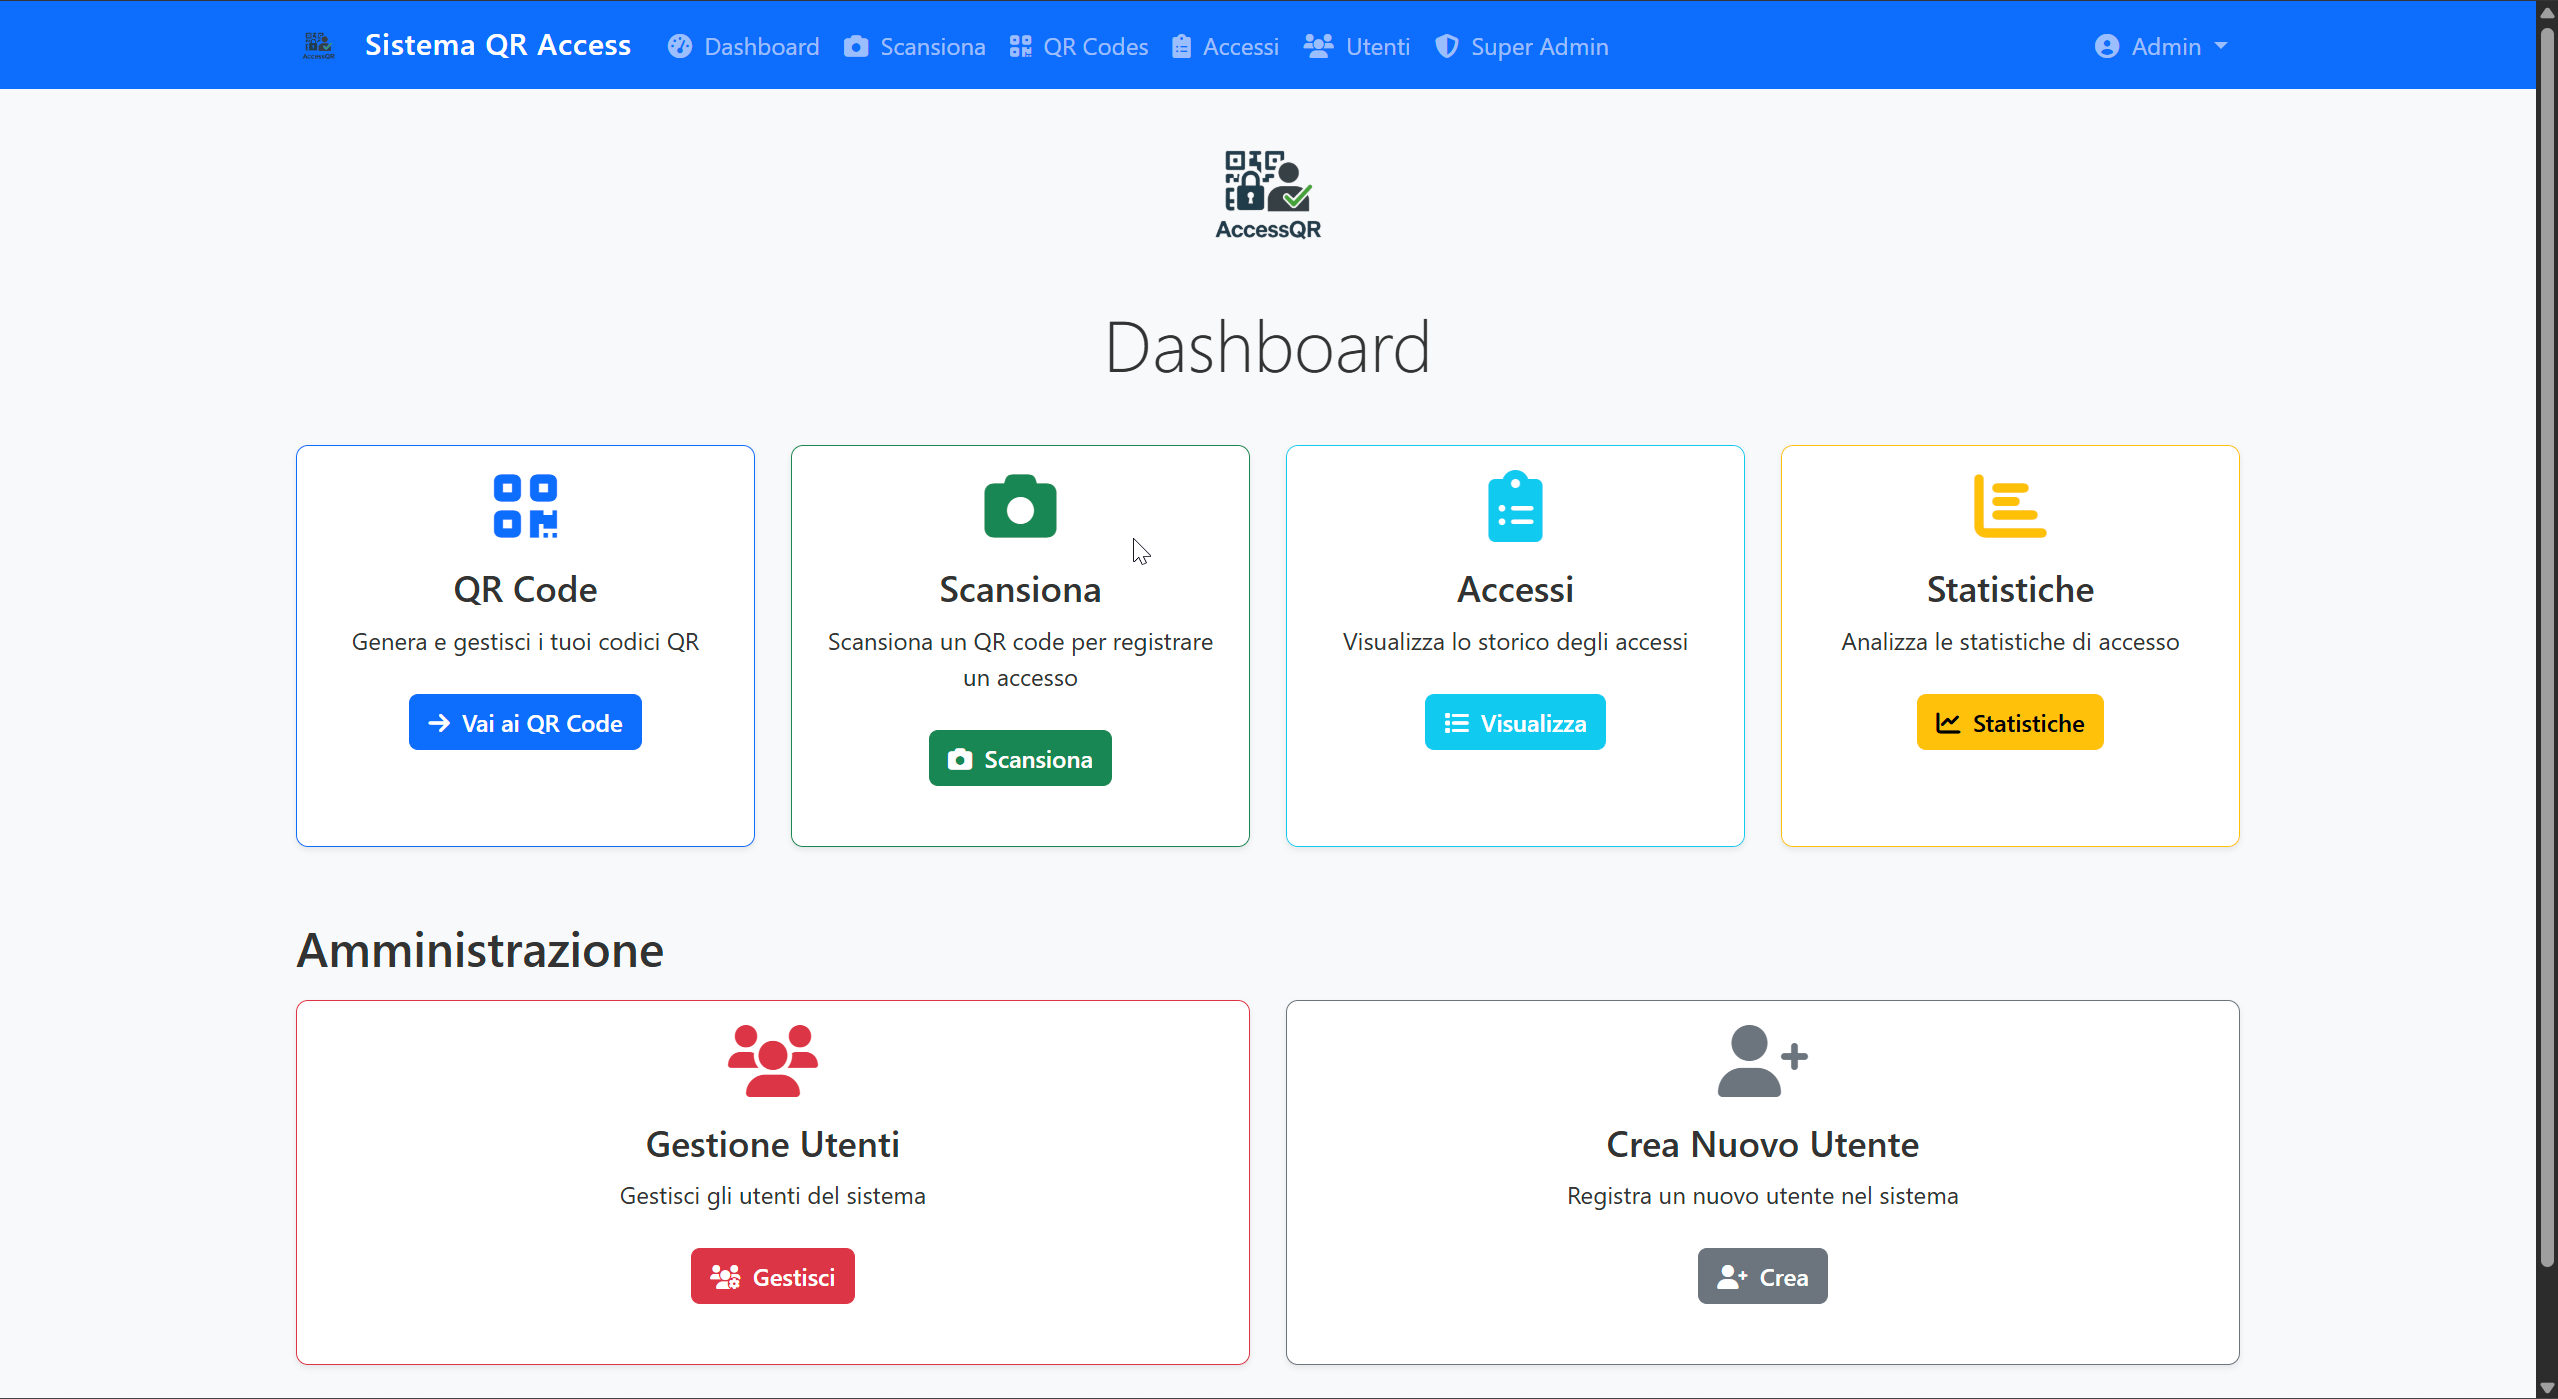 Sistema QR Access Dashboard Scansiona QR Codes Accessi Utenti Super Admin Admin
AccessQR
Dashboard
QR Code
Genera e gestisci i tuoi codici QR
Vai ai QR Code
Scansiona
Scansiona un QR code per registrare
un accesso
Scansiona
Accessi
Visualizza lo storico degli accessi
Visualizza
Statistiche
Analizza le statistiche di accesso
Statistiche
Amministrazione
Gestione Utenti
Gestisci gli utenti del sistema
Gestisci
Crea Nuovo Utente
Registra un nuovo utente nel sistema
Crea